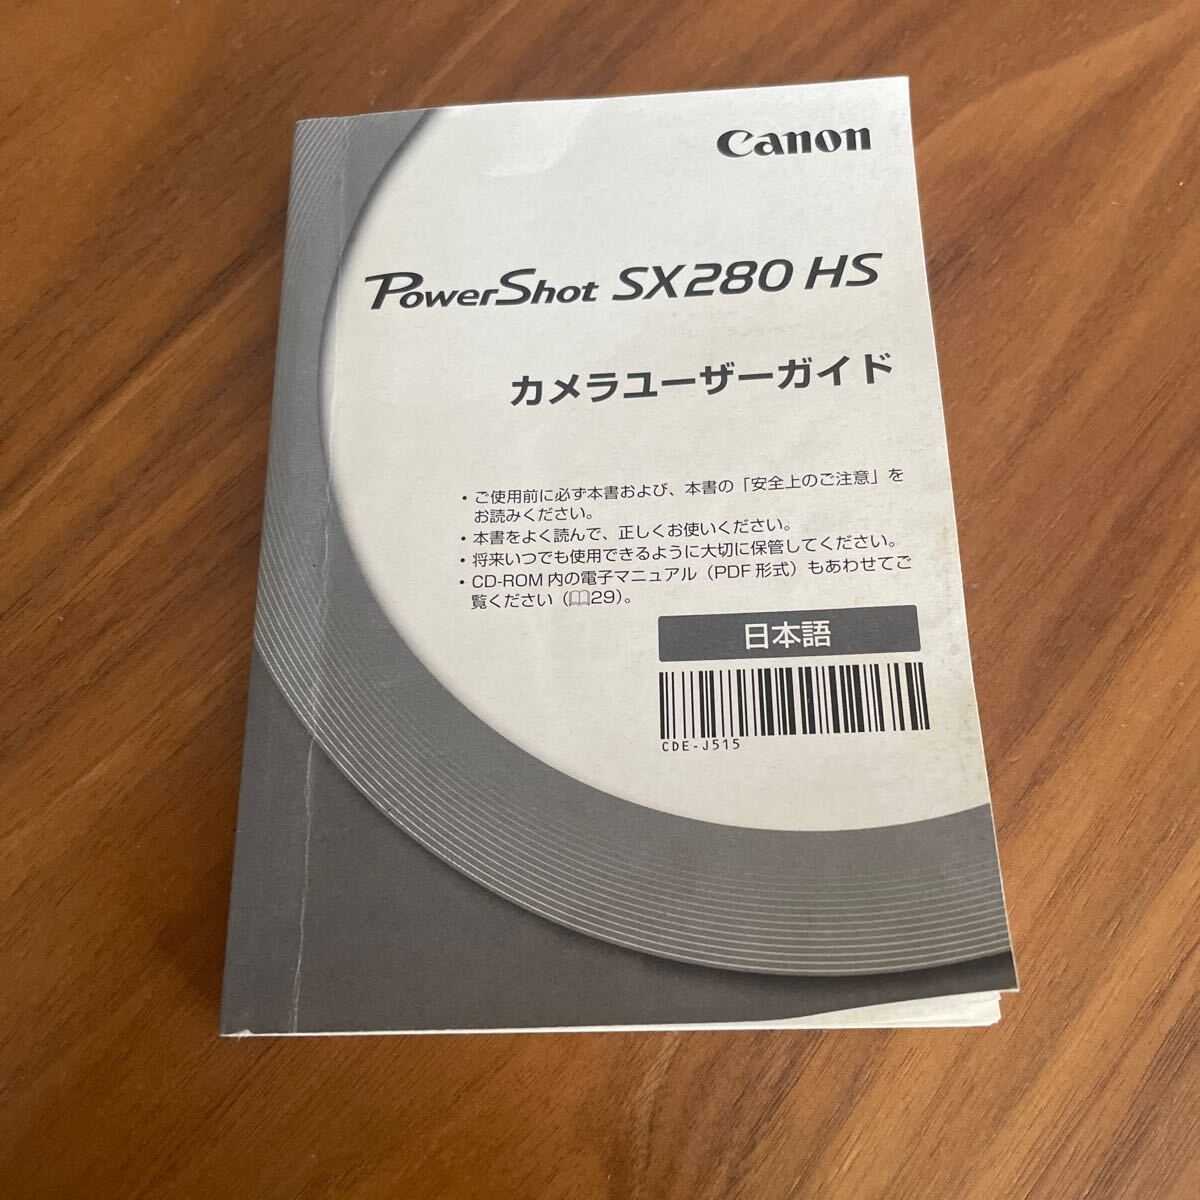 Canon
PowerShot SX280 HS
カメラユーザーガイド
・ご使用前に必ず本書および、本書の「安全上のご注意」を
お読みください。
・本書をよく読んで、正しくお使いください。
・将来いつでも使用できるように大切に保管してください。
・CD-ROM 内の電子マニュアル（PDF 形式）もあわせてご
覧ください（📖29）。
日本語
CDE-J515